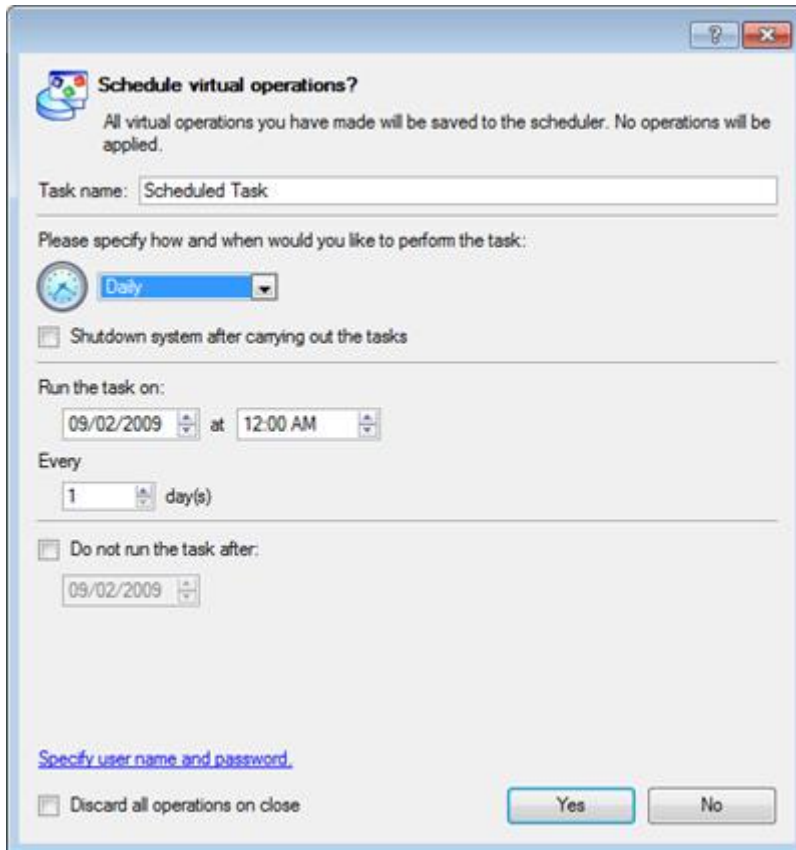 Schedule virtual operations?
All virtual operations you have made will be saved to the scheduler. No operations will be
applied.
Task name: Scheduled Task
Please specify how and when would you like to perform the task:
Daily
Shutdown system after carrying out the tasks
Run the task on:
09/02/2009 at 12:00 AM
Every
1 day(s)
Do not run the task after:
09/02/2009
Specify user name and password.
Discard all operations on close Yes No